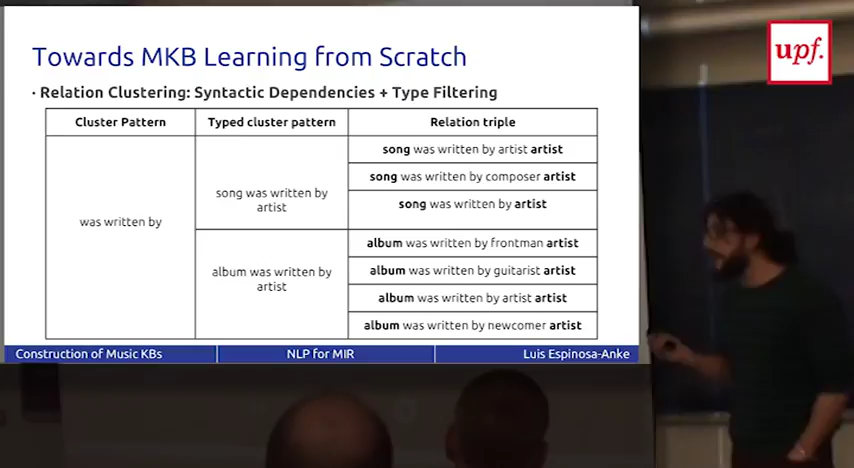 Towards MKB Learning from Scratch
· Relation Clustering: Syntactic Dependencies + Type Filtering
Cluster Pattern
Typed cluster pattern
Relation triple
was written by
song was written by
artist
song was written by artist artist
song was written by composer artist
song was written by artist
album was written by
artist
album was written by frontman artist
album was written by guitarist artist
album was written by artist artist
album was written by newcomer artist
Construction of Music KBs
NLP for MIR
Luis Espinosa-Anke
upf.